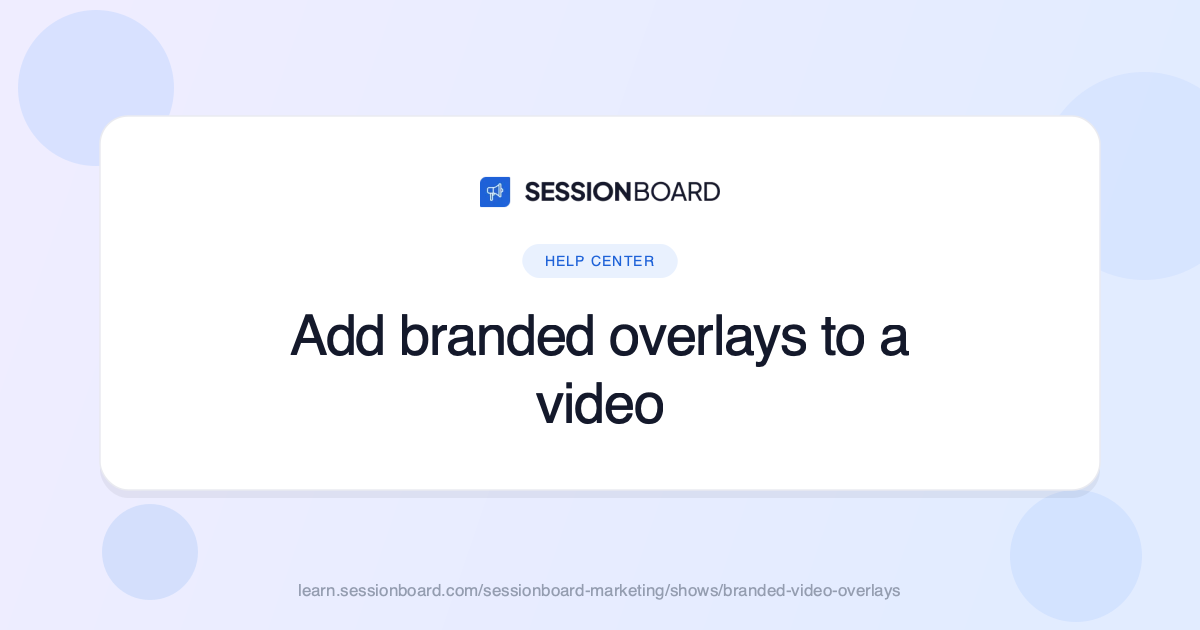 SESSIONBOARD
HELP CENTER
Add branded overlays to a
video
learn.sessionboard.com/sessionboard-marketing/shows/branded-video-overlays